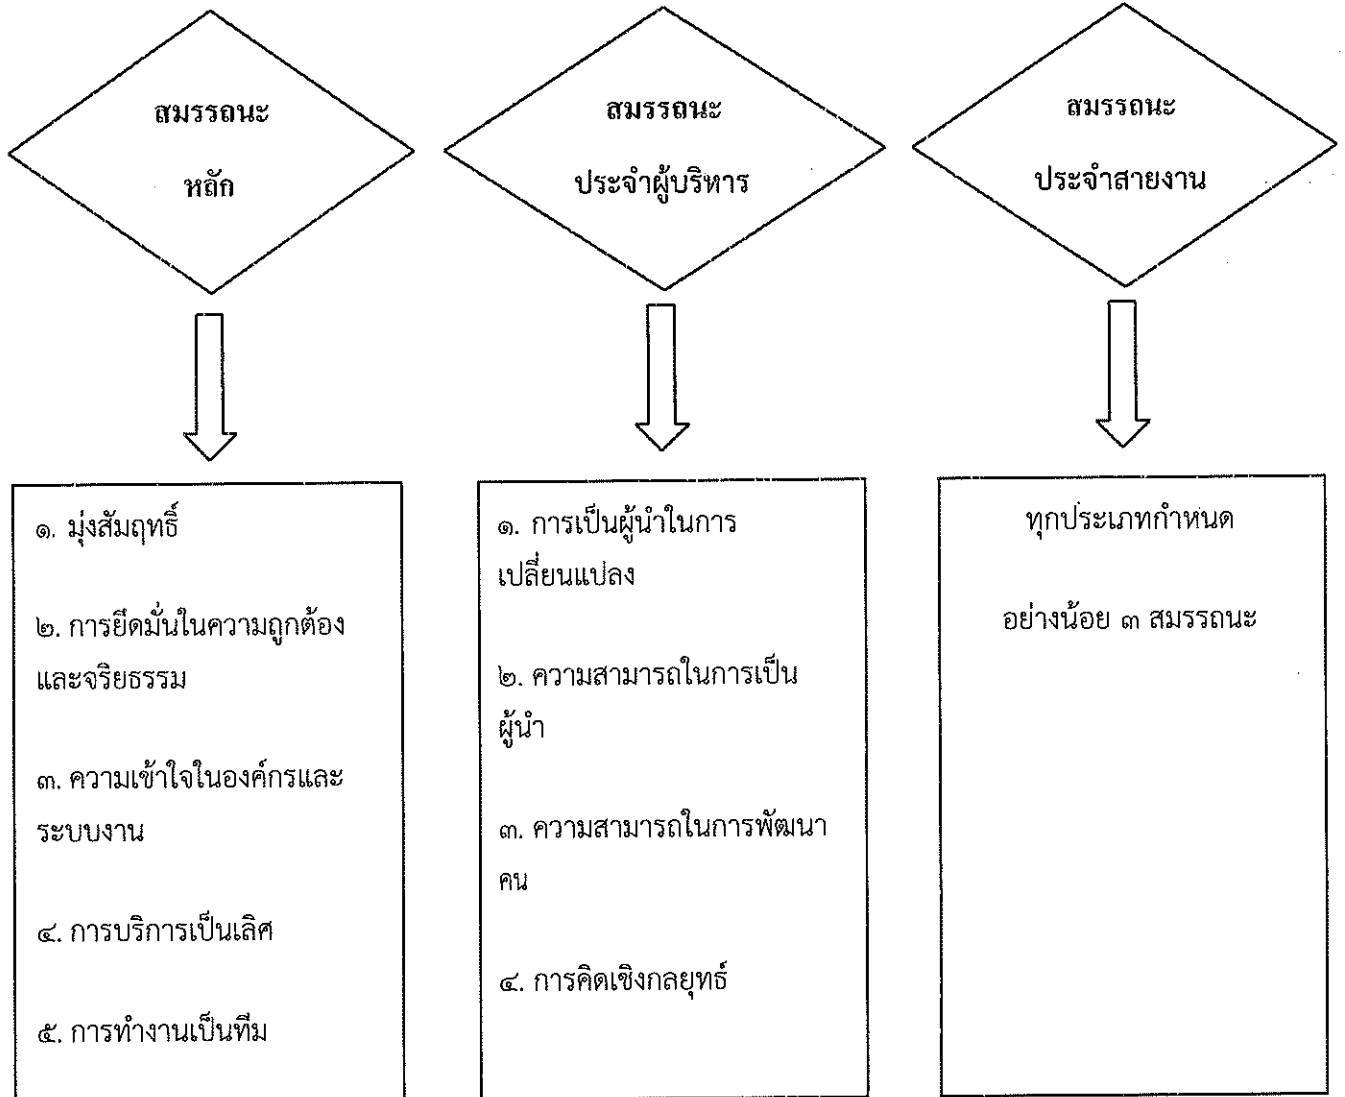 สมรรถนะ
หลัก
สมรรถนะ
ประจำผู้บริหาร
สมรรถนะ
ประจำสายงาน
๑. มุ่งสัมฤทธิ์
๒. การยึดมั่นในความถูกต้อง
และจริยธรรม
๓. ความเข้าใจในองค์กรและ
ระบบงาน
๔. การบริการเป็นเลิศ
๕. การทำงานเป็นทีม
๑. การเป็นผู้นำในการ
เปลี่ยนแปลง
๒. ความสามารถในการเป็น
ผู้นำ
๓. ความสามารถในการพัฒนา
คน
๔. การคิดเชิงกลยุทธ์
ทุกประเภทกำหนด
อย่างน้อย ๓ สมรรถนะ